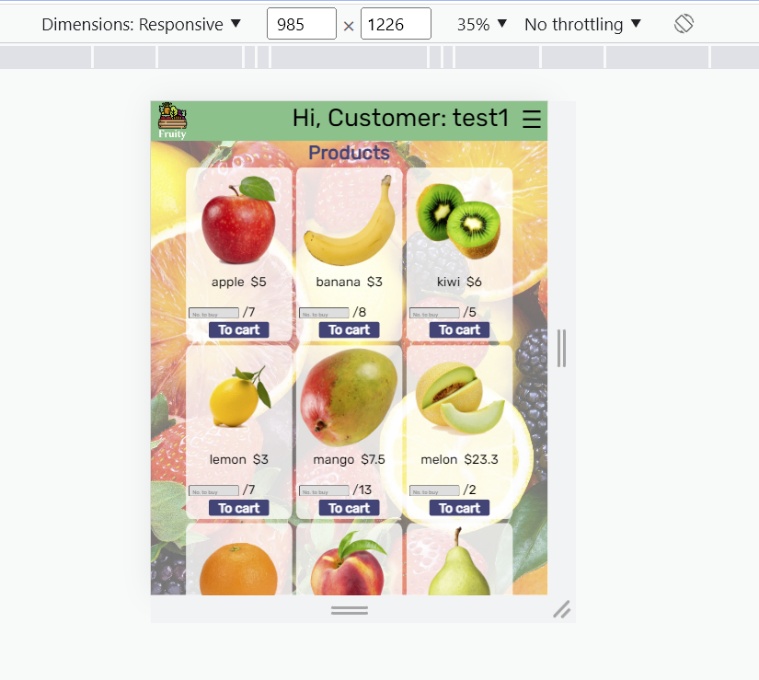 Dimensions: Responsive ▼ 985 × 1226 35% ▼ No throttling ▼
Fruity
Hi, Customer: test1 ☰
Products
apple $5 banana $3 kiwi $6
No. to buy /7 No. to buy /8 No. to buy /5
To cart To cart To cart
lemon $3 mango $7.5 melon $23.3
No. to buy /7 No. to buy /13 No. to buy /2
To cart To cart To cart